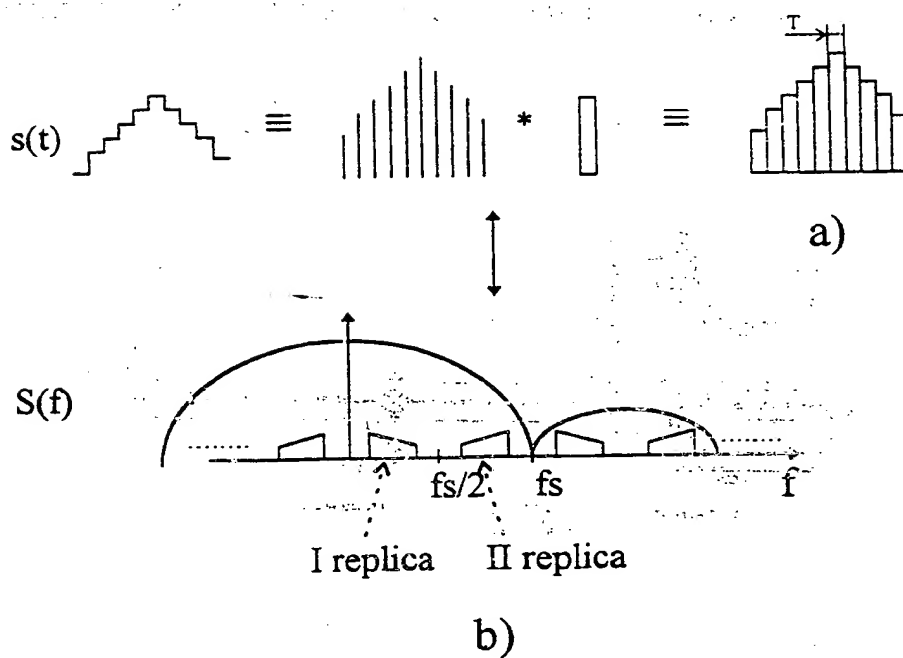 T
s(t) ≡ * ≡
a)
S(f)
fs/2 fs f
I replica II replica
b)